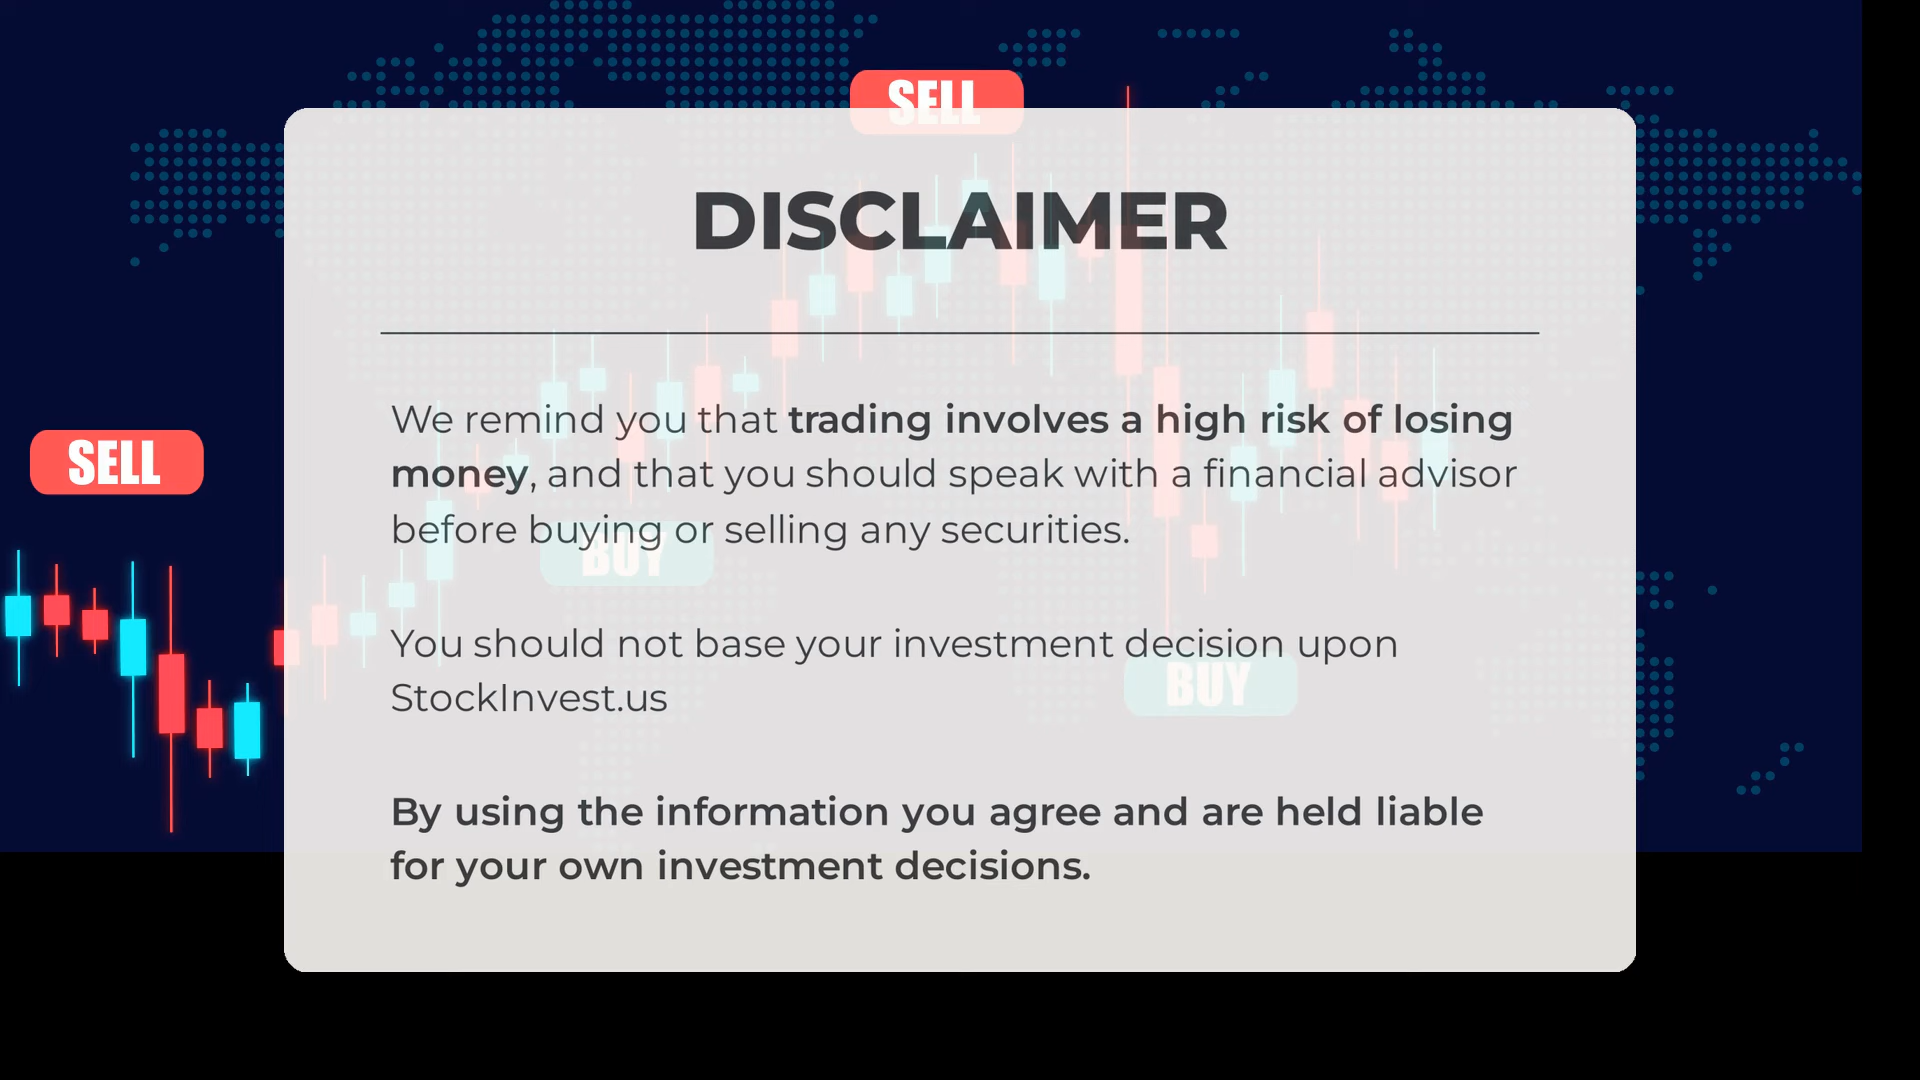 SELL
DISCLAIMER
We remind you that trading involves a high risk of losing
money, and that you should speak with a financial advisor
before buying or selling any securities.
SELL
BUY
You should not base your investment decision upon
StockInvest.us
BUY
By using the information you agree and are held liable
for your own investment decisions.